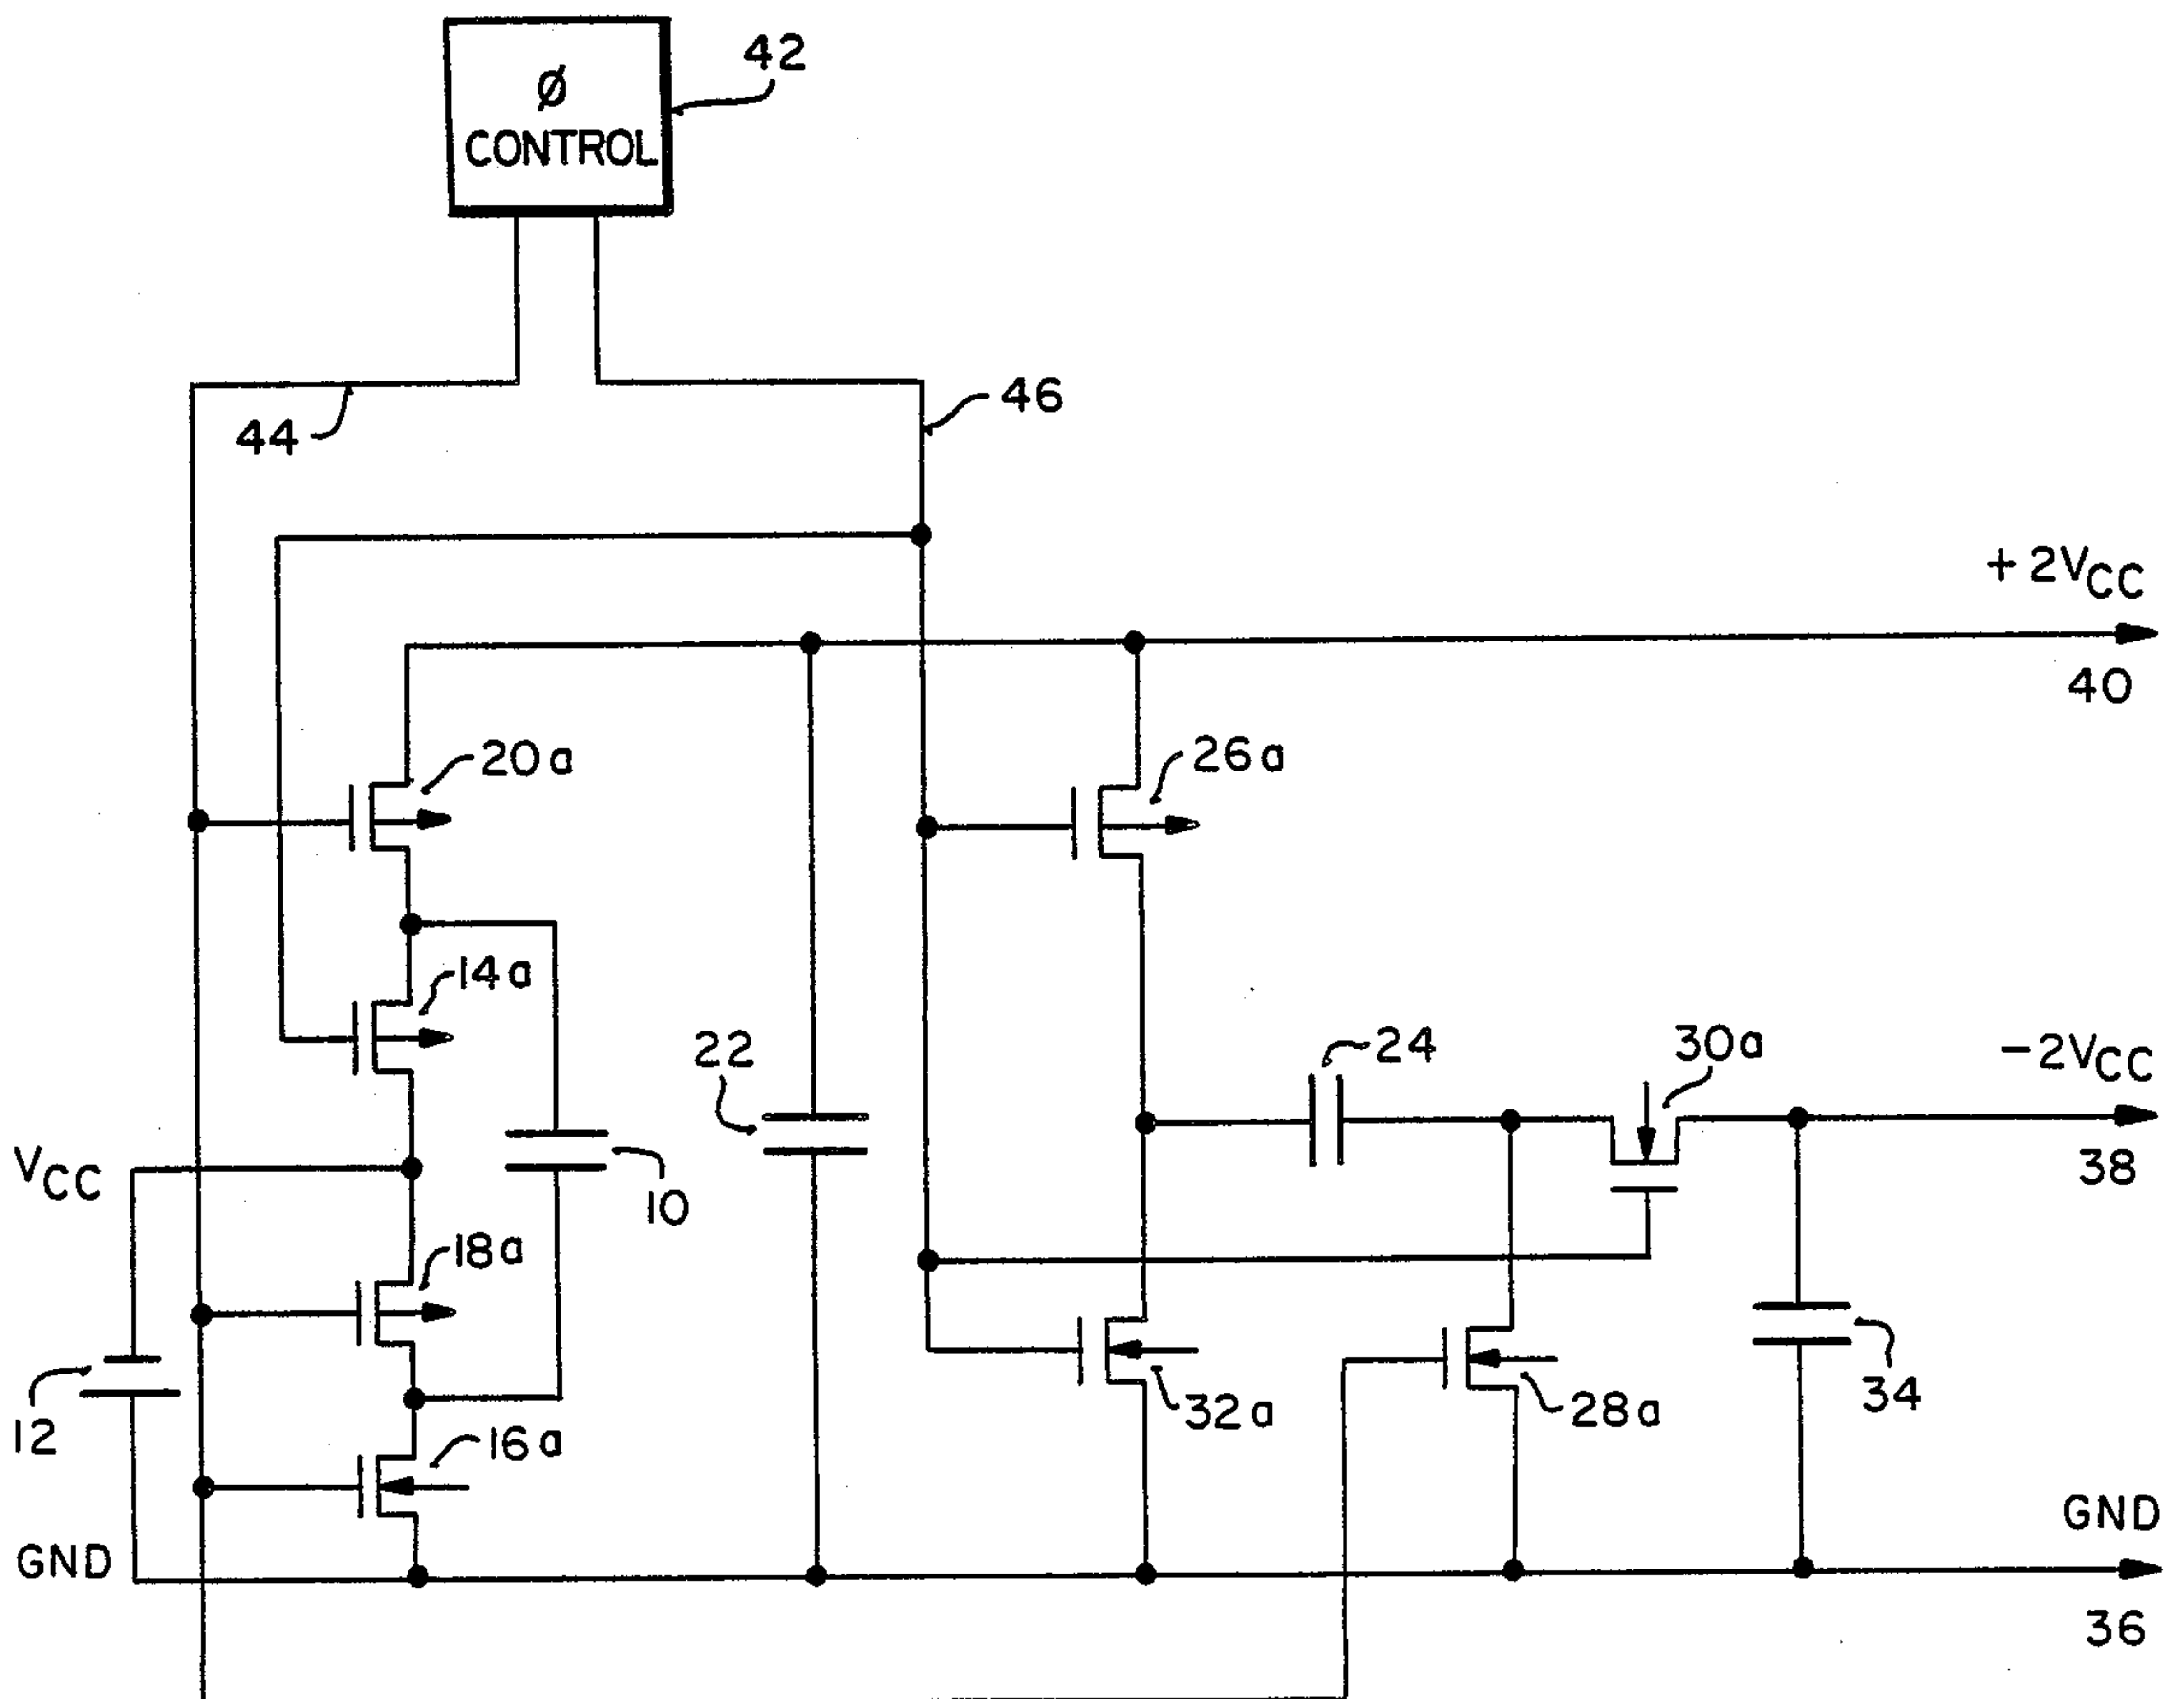 42
Ø
CONTROL
44
46
+2VCC
40
20a
26a
14a
22
24
30a
-2VCC
VCC
10
38
18a
12
32a
28a
34
16a
GND
GND
36